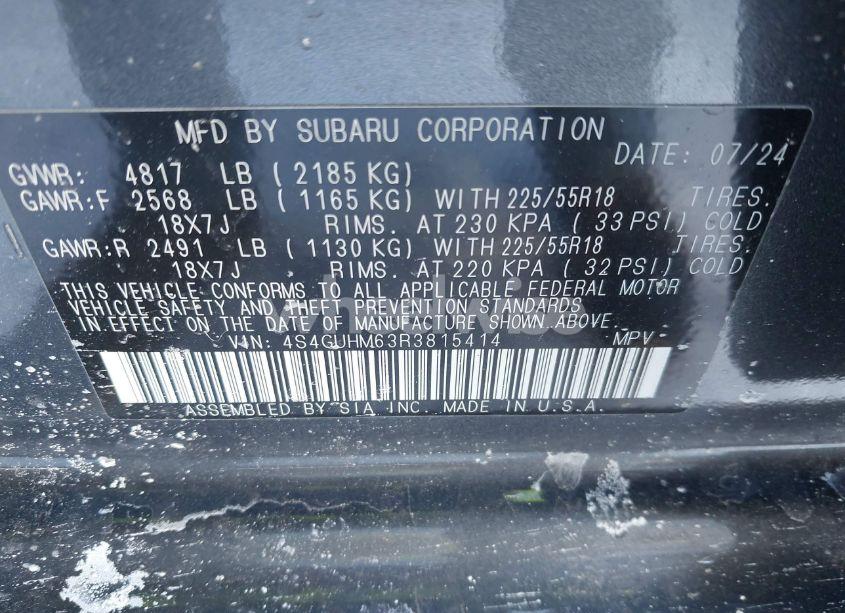 MFD BY SUBARU CORPORATION
DATE: 07/24
GVWR: 4817 LB ( 2185 KG)
GAWR:F 2568 LB ( 1165 KG) WITH 225/55R18 TIRES.
18X7J RIMS. AT 230 KPA ( 33 PSI) COLD
GAWR:R 2491 LB ( 1130 KG) WITH 225/55R18 TIRES.
18X7J RIMS. AT 220 KPA ( 32 PSI) COLD
THIS VEHICLE CONFORMS TO ALL APPLICABLE FEDERAL MOTOR
VEHICLE SAFETY AND THEFT PREVENTION STANDARDS
IN EFFECT ON THE DATE OF MANUFACTURE SHOWN ABOVE.
VIN: 4S4GUHM63R3815414 MPV
ASSEMBLED BY SIA INC. MADE IN U.S.A.